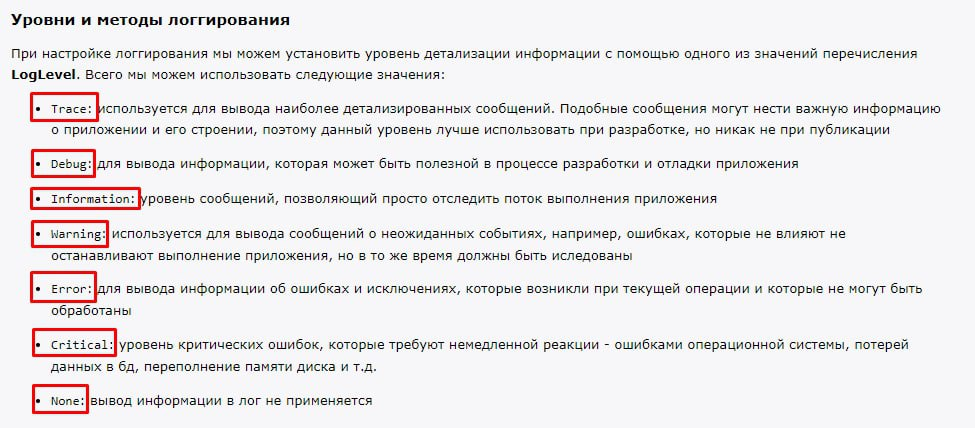 Уровни и методы логгирования
При настройке логгирования мы можем установить уровень детализации информации с помощью одного из значений перечисления
LogLevel. Всего мы можем использовать следующие значения:
• Trace: используется для вывода наиболее детализированных сообщений. Подобные сообщения могут нести важную информацию
о приложении и его строении, поэтому данный уровень лучше использовать при разработке, но никак не при публикации
• Debug: для вывода информации, которая может быть полезной в процессе разработки и отладки приложения
• Information: уровень сообщений, позволяющий просто отследить поток выполнения приложения
• Warning: используется для вывода сообщений о неожиданных событиях, например, ошибках, которые не влияют не
останавливают выполнение приложения, но в то же время должны быть иследованы
• Error: для вывода информации об ошибках и исключениях, которые возникли при текущей операции и которые не могут быть
обработаны
• Critical: уровень критических ошибок, которые требуют немедленной реакции - ошибками операционной системы, потерей
данных в бд, переполнение памяти диска и т.д.
• None: вывод информации в лог не применяется